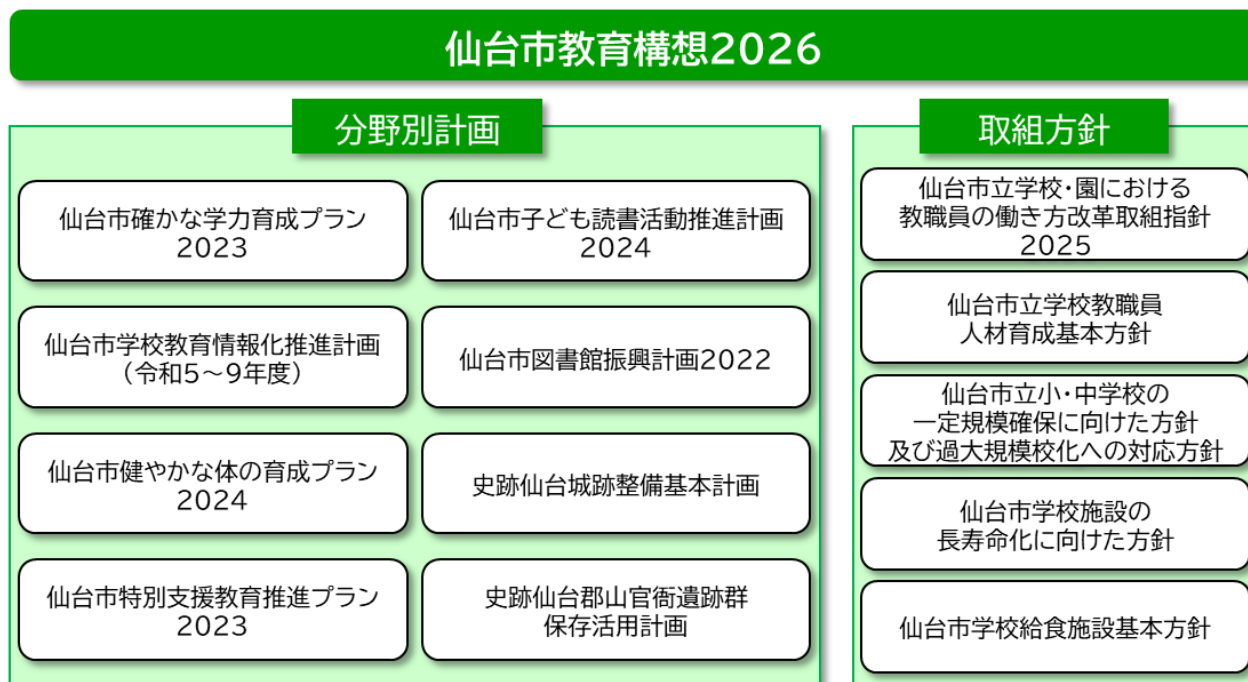 仙台市教育構想2026
分野別計画
仙台市確かな学力育成プラン
2023
仙台市学校教育情報化推進計画
（令和5～9年度）
仙台市健やかな体の育成プラン
2024
仙台市特別支援教育推進プラン
2023
仙台市子ども読書活動推進計画
2024
仙台市図書館振興計画2022
史跡仙台城跡整備基本計画
史跡仙台郡山官衙遺跡群
保存活用計画
取組方針
仙台市立学校・園における
教職員の働き方改革取組指針
2025
仙台市立学校教職員
人材育成基本方針
仙台市立小・中学校の
一定規模確保に向けた方針
及び過大規模校化への対応方針
仙台市学校施設の
長寿命化に向けた方針
仙台市学校給食施設基本方針